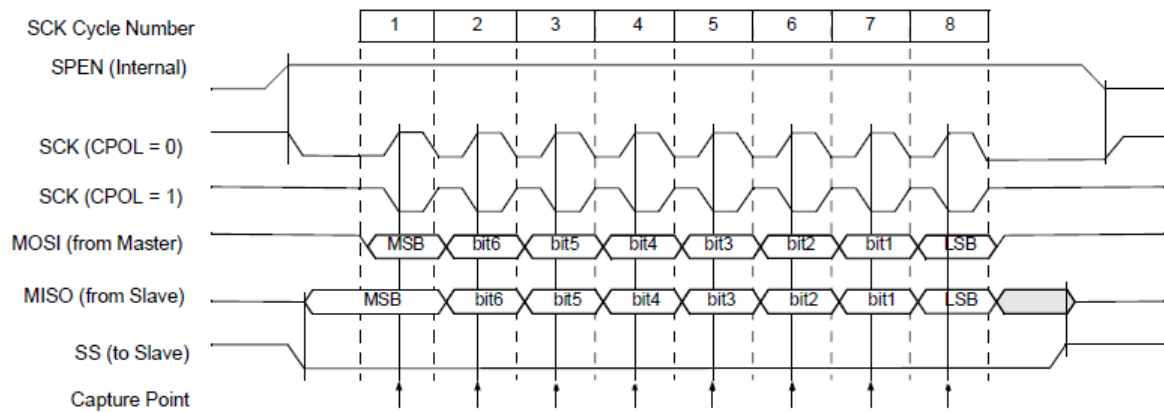 SCK Cycle Number 1 2 3 4 5 6 7 8
SPEN (Internal)
SCK (CPOL = 0)
SCK (CPOL = 1)
MOSI (from Master) MSB bit6 bit5 bit4 bit3 bit2 bit1 LSB
MISO (from Slave) MSB bit6 bit5 bit4 bit3 bit2 bit1 LSB
SS (to Slave)
Capture Point